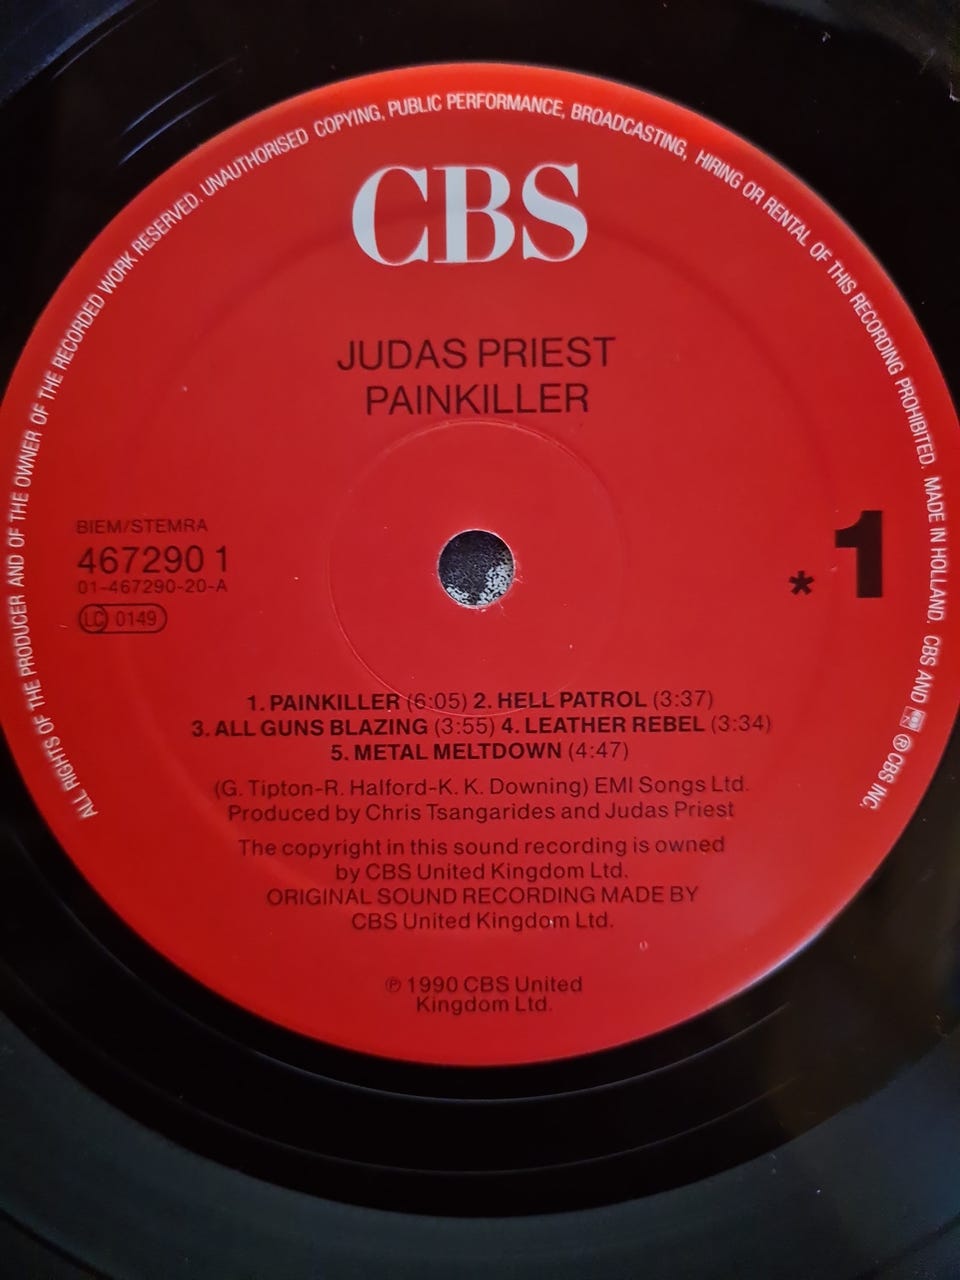 ALL RIGHTS OF THE PRODUCER AND OF THE OWNER OF THE RECORDED WORK RESERVED. UNAUTHORISED COPYING, PUBLIC PERFORMANCE, BROADCASTING, HIRING OR RENTAL OF THIS RECORDING PROHIBITED. MADE IN HOLLAND. CBS AND ® CBS INC.
CBS
JUDAS PRIEST
PAINKILLER
BIEM/STEMRA
467290 1
01-467290-20-A
LC 0149
* 1
1. PAINKILLER (6:05) 2. HELL PATROL (3:37)
3. ALL GUNS BLAZING (3:55) 4. LEATHER REBEL (3:34)
5. METAL MELTDOWN (4:47)
(G. Tipton-R. Halford-K. K. Downing) EMI Songs Ltd.
Produced by Chris Tsangarides and Judas Priest
The copyright in this sound recording is owned
by CBS United Kingdom Ltd.
ORIGINAL SOUND RECORDING MADE BY
CBS United Kingdom Ltd.
℗ 1990 CBS United
Kingdom Ltd.